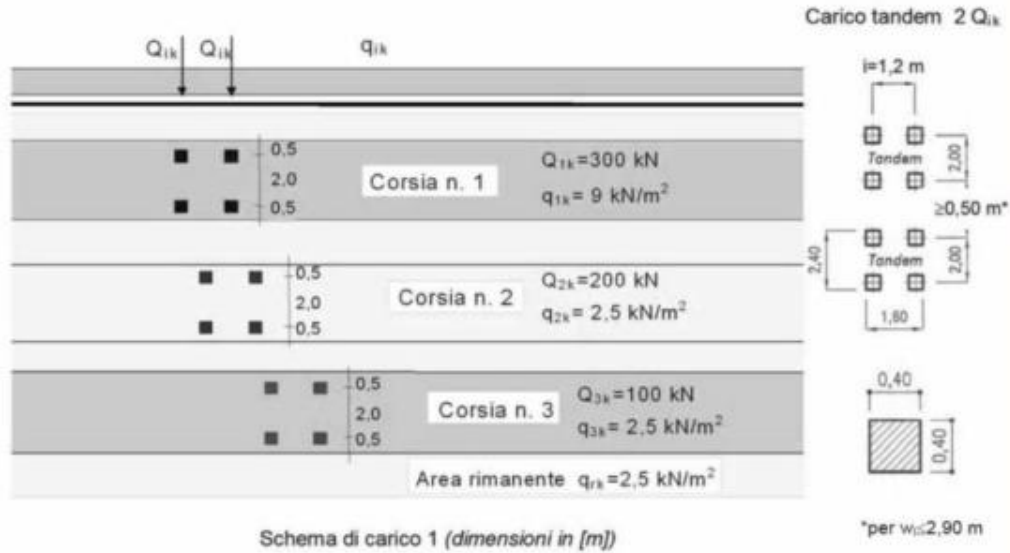 Carico tandem 2 Qik
Qik Qik qik
i=1,2 m
0,5
2,0
0,5
Corsia n. 1
Q1k=300 kN
q1k= 9 kN/m²
Tandem
2,00
≥0,50 m*
0,5
2,0
0,5
Corsia n. 2
Q2k=200 kN
q2k= 2,5 kN/m²
2,40
Tandem
2,00
1,60
0,5
2,0
0,5
Corsia n. 3
Q3k=100 kN
q3k= 2,5 kN/m²
0,40
0,40
Area rimanente qrk=2,5 kN/m²
Schema di carico 1 (dimensioni in [m])
*per wl≤2,90 m